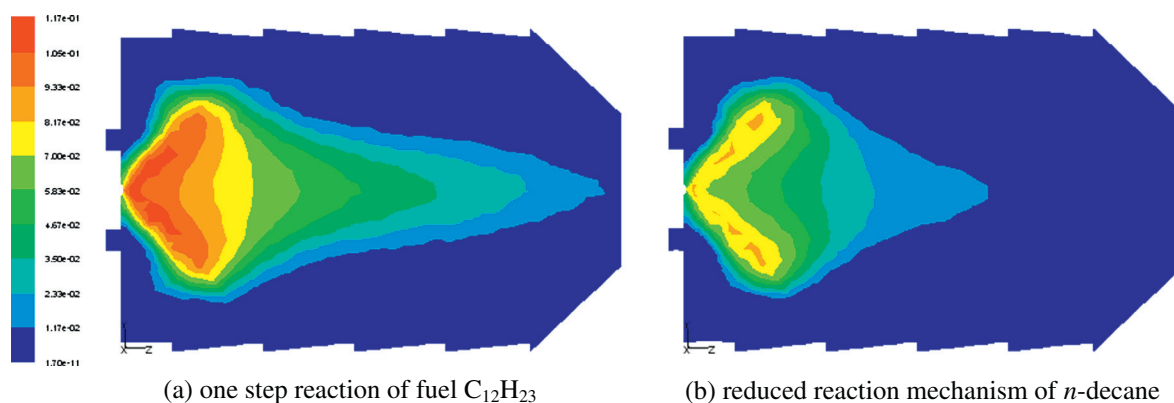 1.17e-01
1.05e-01
9.33e-02
8.17e-02
7.00e-02
5.83e-02
4.67e-02
3.50e-02
2.33e-02
1.17e-02
1.70e-11
Y
X Z
Y
X Z
(a) one step reaction of fuel C₁₂H₂₃
(b) reduced reaction mechanism of n-decane